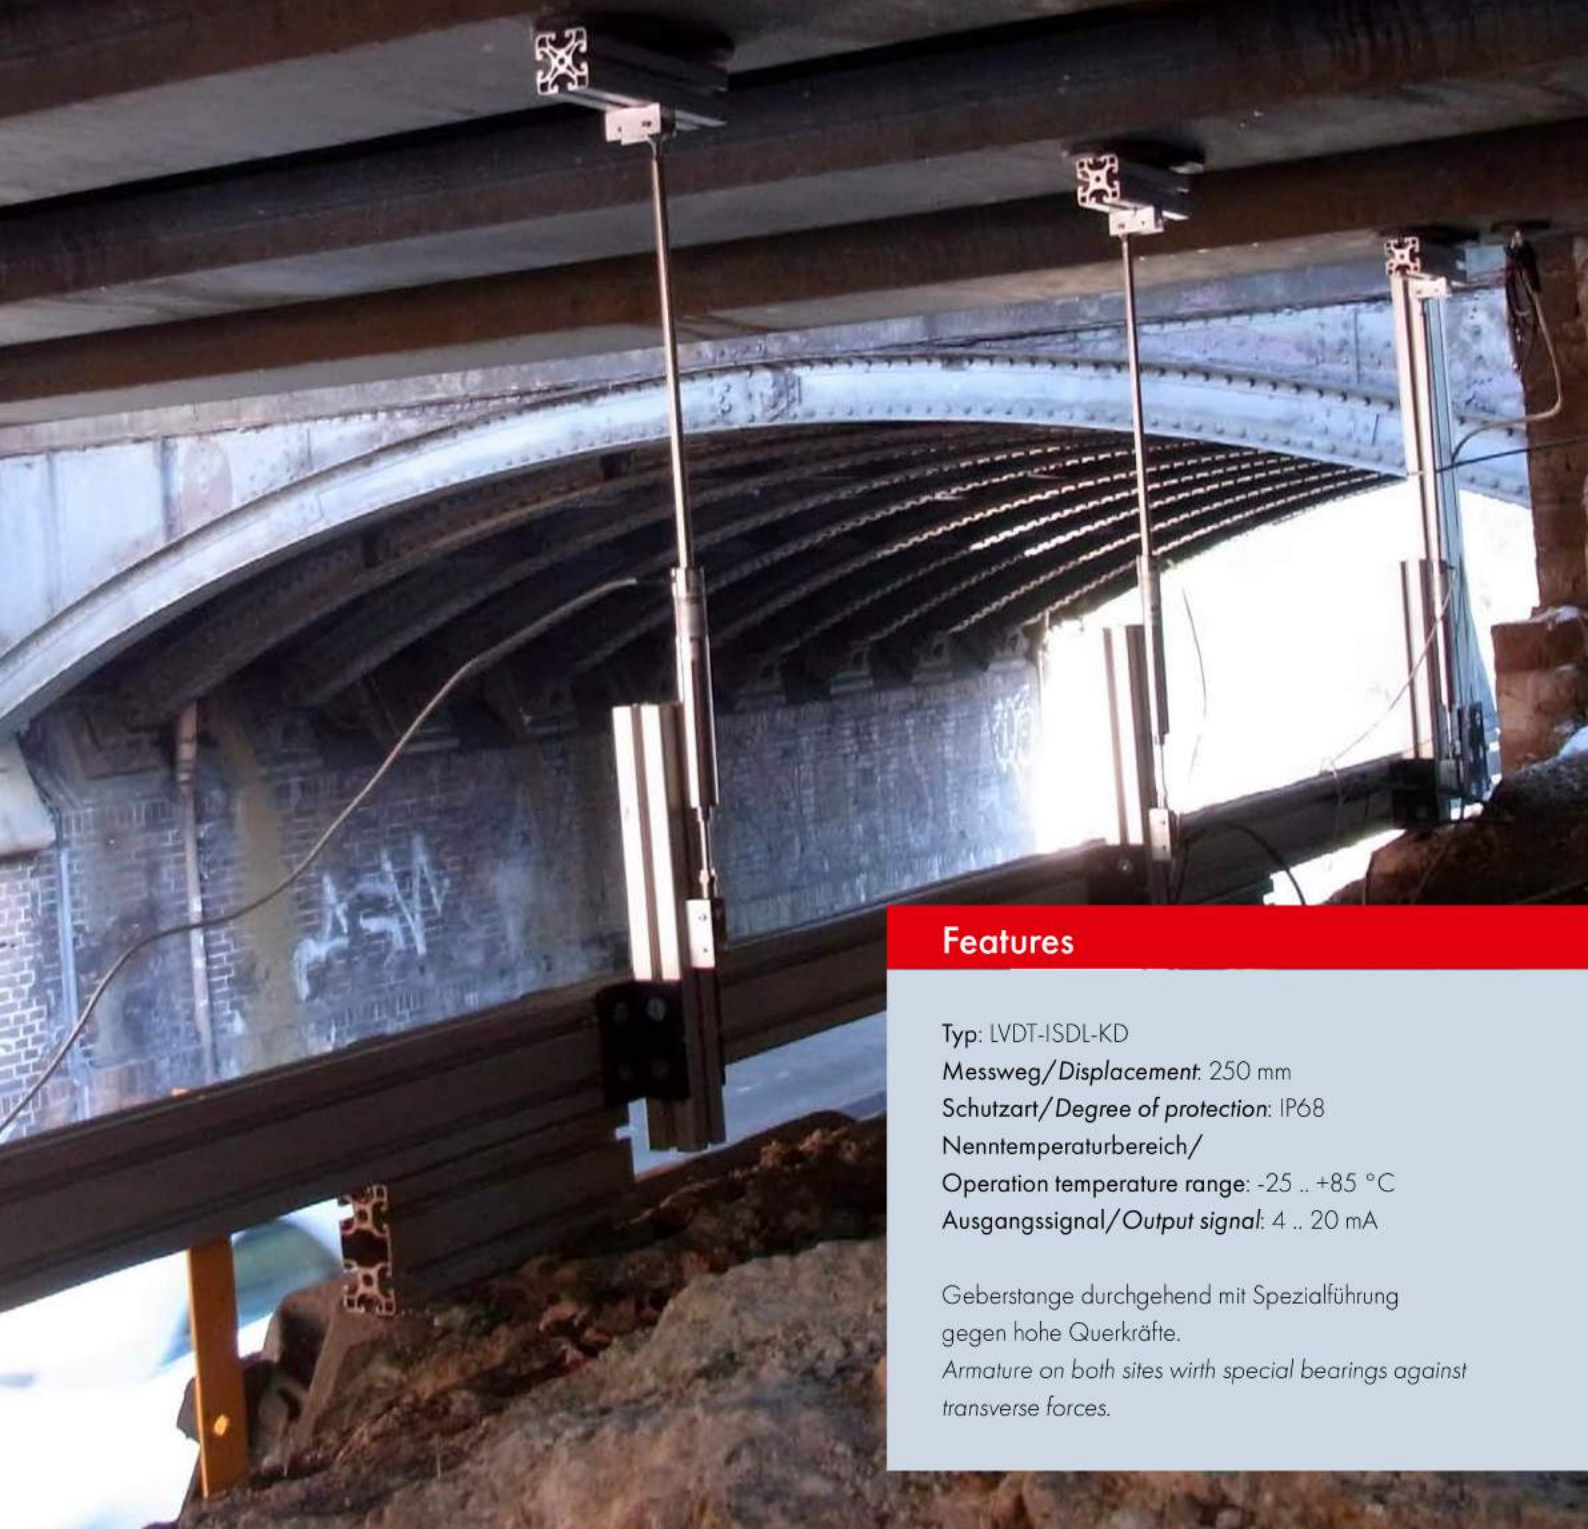 Features
Typ: LVDT-ISDL-KD
Messweg/Displacement: 250 mm
Schutzart/Degree of protection: IP68
Nenntemperaturbereich/
Operation temperature range: -25 .. +85 °C
Ausgangssignal/Output signal: 4 .. 20 mA
Geberstange durchgehend mit Spezialführung
gegen hohe Querkräfte.
Armature on both sites wirth special bearings against
transverse forces.